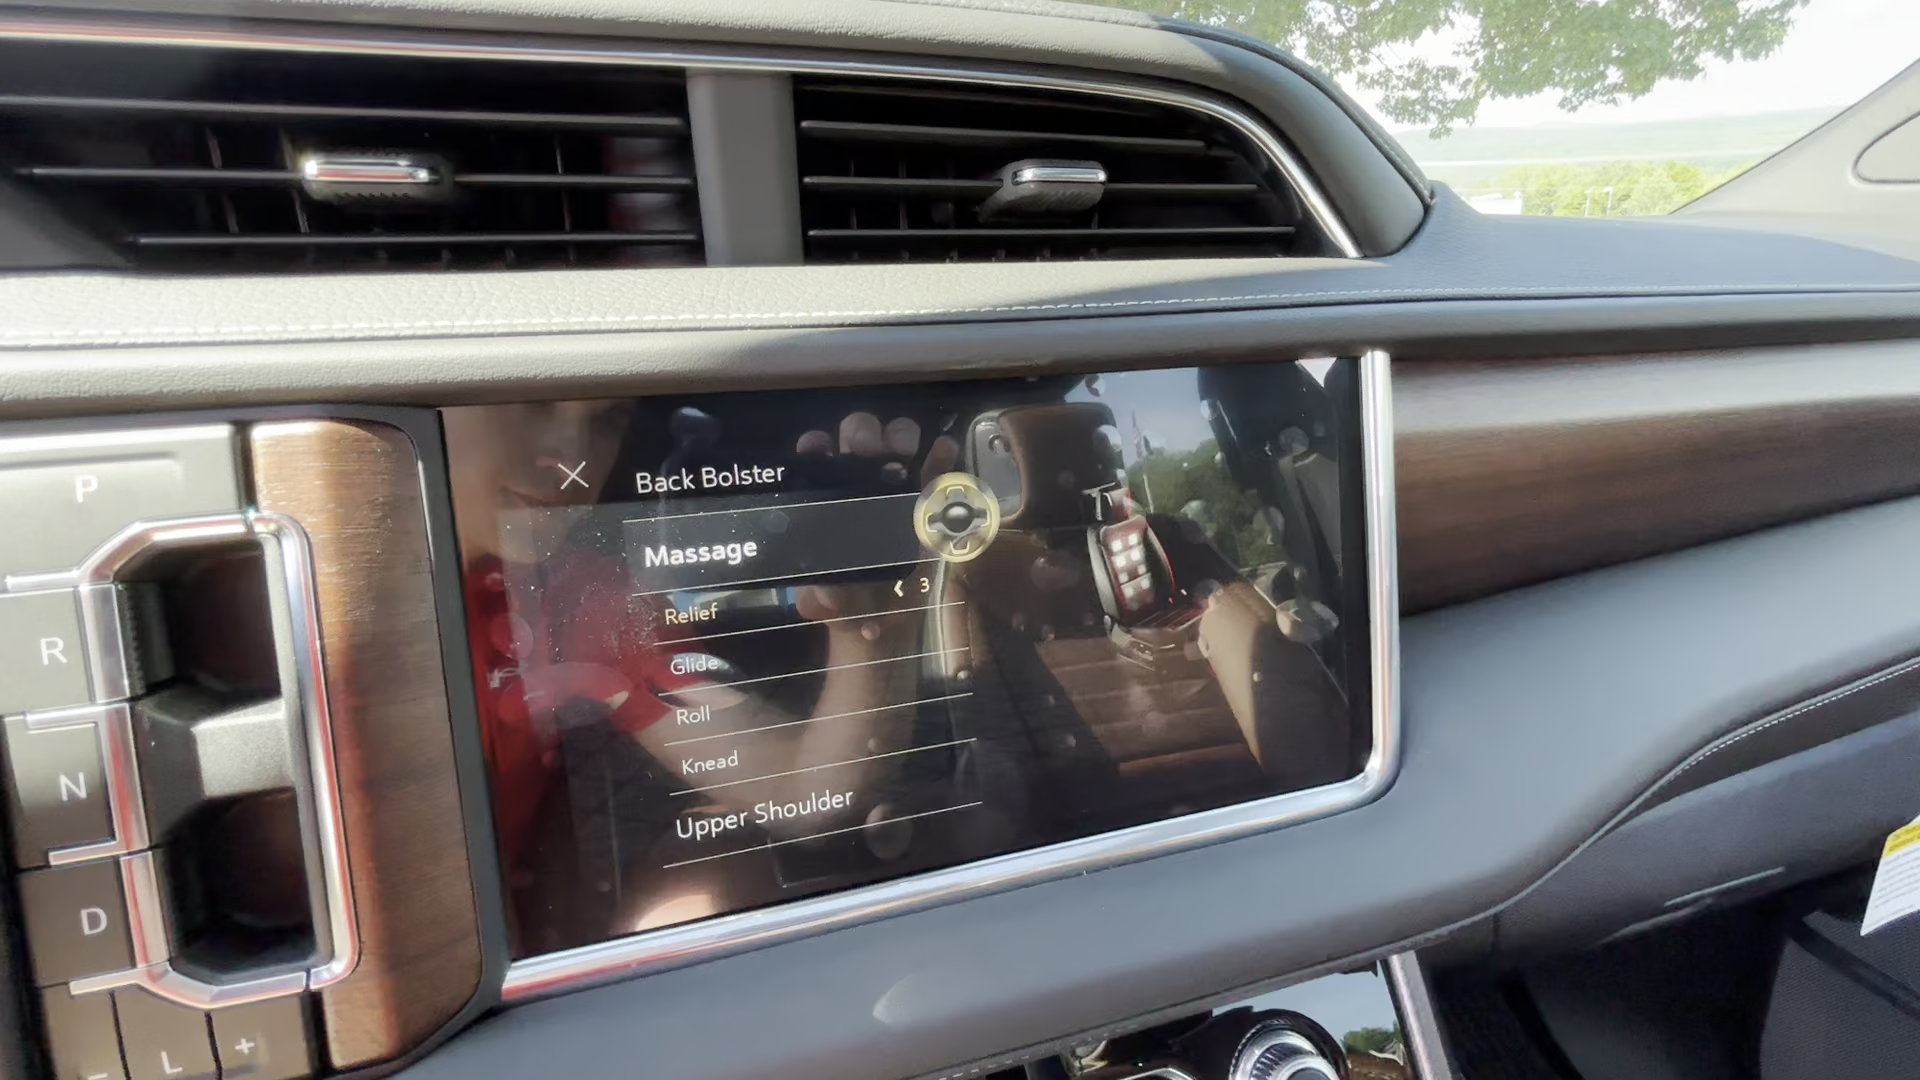 P
R
N
D
L
+
-
Back Bolster
Massage
‹ 3
Relief
Glide
Roll
Knead
Upper Shoulder